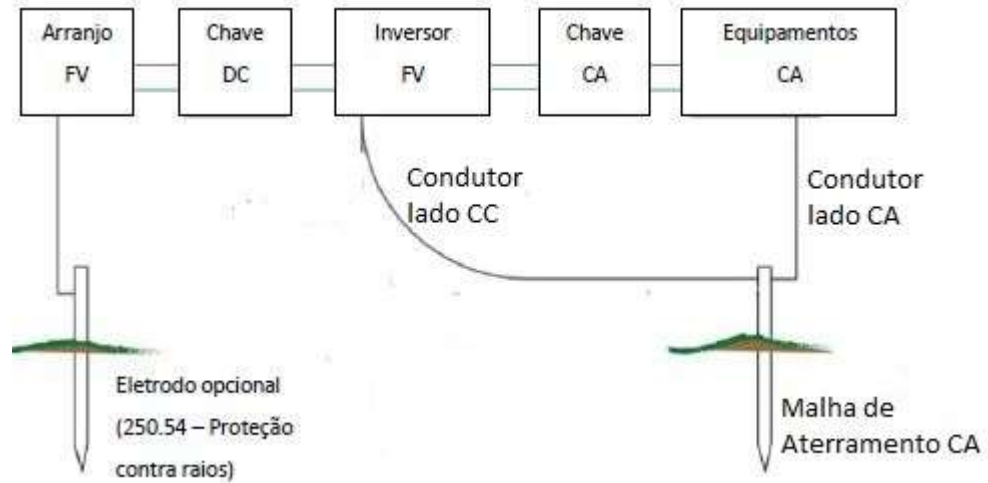 Arranjo
FV
Chave
DC
Inversor
FV
Chave
CA
Equipamentos
CA
Condutor
lado CC
Condutor
lado CA
Eletrodo opcional
(250.54 – Proteção
contra raios)
Malha de
Aterramento CA